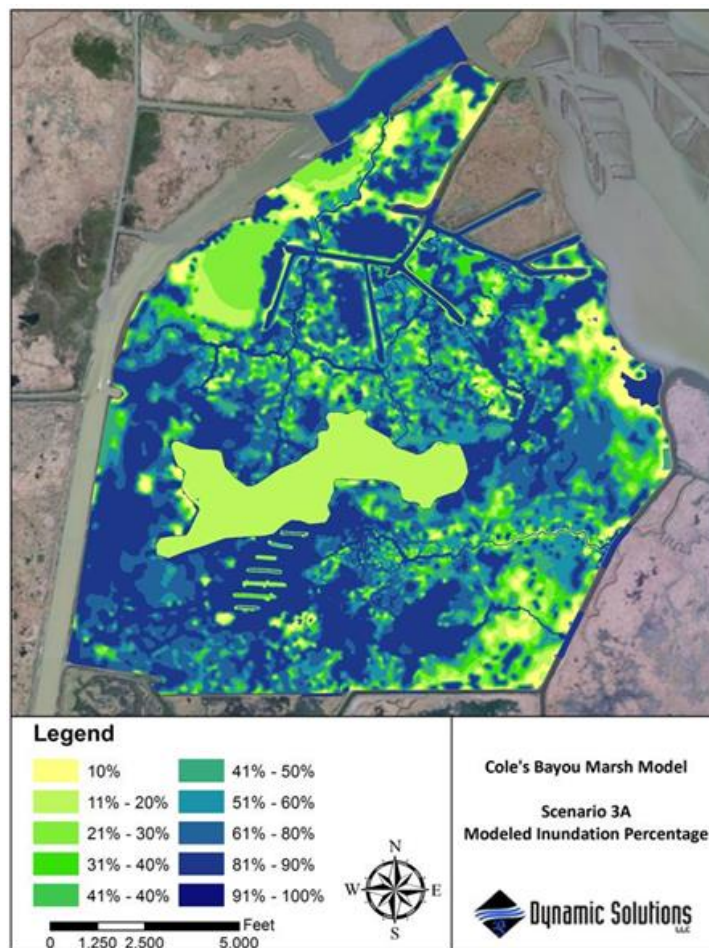 Legend
10%
11% - 20%
21% - 30%
31% - 40%
41% - 40%
41% - 50%
51% - 60%
61% - 80%
81% - 90%
91% - 100%
N
W E
S
Feet
0 1,250 2,500 5,000
Cole's Bayou Marsh Model
Scenario 3A
Modeled Inundation Percentage
Dynamic Solutions
LLC